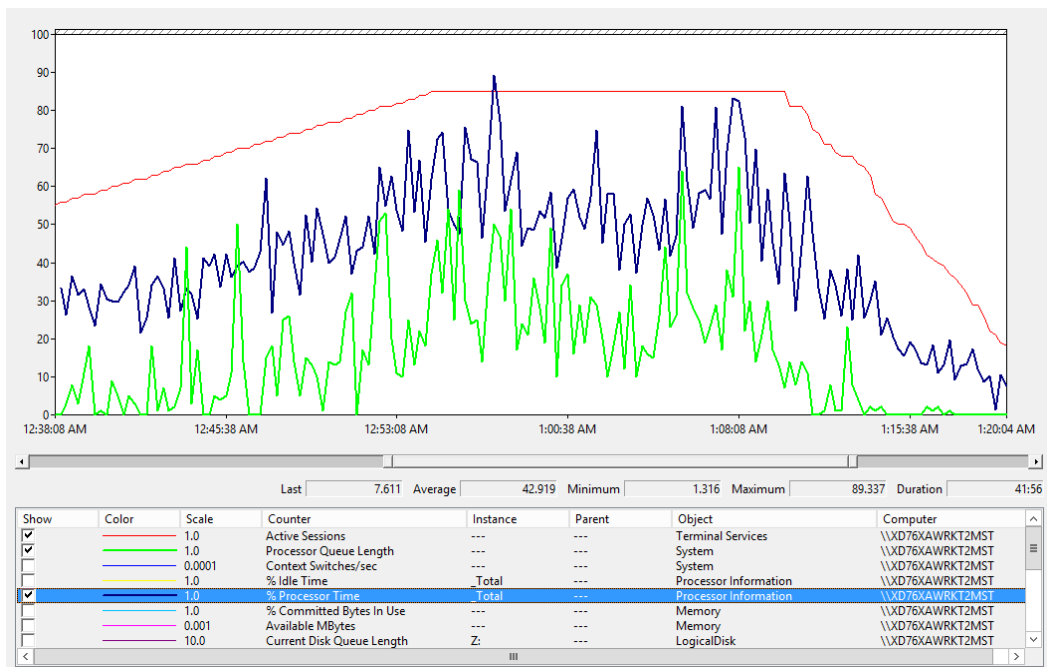 100
90
80
70
60
50
40
30
20
10
0
12:38:08 AM 12:45:38 AM 12:53:08 AM 1:00:38 AM 1:08:08 AM 1:15:38 AM 1:20:04 AM
Last 7.611 Average 42.919 Minimum 1.316 Maximum 89.337 Duration 41:56
Show Color Scale Counter Instance Parent Object Computer
1.0 Active Sessions --- --- Terminal Services \\XD76XAWRKT2MST
1.0 Processor Queue Length --- --- System \\XD76XAWRKT2MST
0.0001 Context Switches/sec --- --- System \\XD76XAWRKT2MST
1.0 % Idle Time _Total --- Processor Information \\XD76XAWRKT2MST
1.0 % Processor Time _Total --- Processor Information \\XD76XAWRKT2MST
1.0 % Committed Bytes In Use --- --- Memory \\XD76XAWRKT2MST
0.001 Available MBytes --- --- Memory \\XD76XAWRKT2MST
10.0 Current Disk Queue Length Z: --- LogicalDisk \\XD76XAWRKT2MST